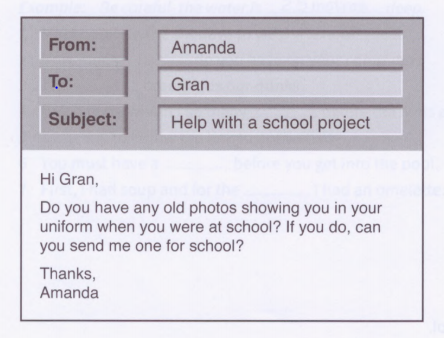 From: Amanda
To: Gran
Subject: Help with a school project
Hi Gran,
Do you have any old photos showing you in your
uniform when you were at school? If you do, can
you send me one for school?
Thanks,
Amanda